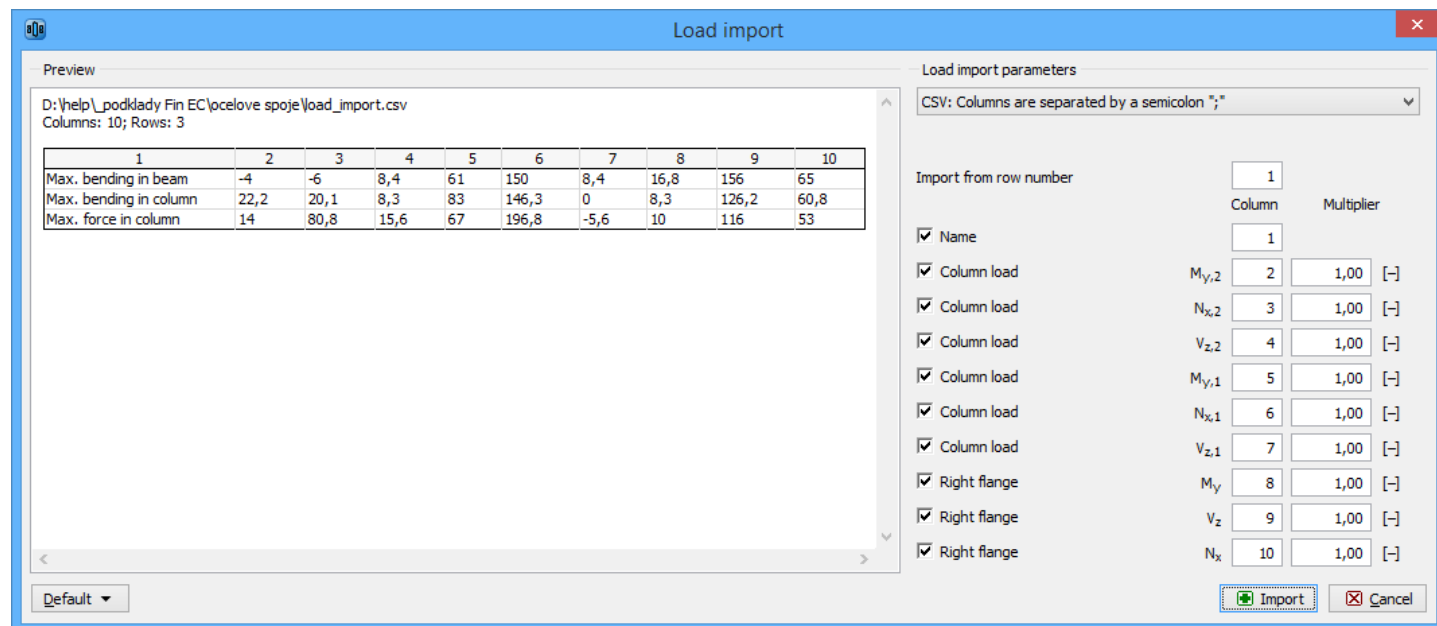 Load import
Preview
D:\help\_podklady Fin EC\ocelove spoje\load_import.csv
Columns: 10; Rows: 3
1 2 3 4 5 6 7 8 9 10
Max. bending in beam -4 -6 8,4 61 150 8,4 16,8 156 65
Max. bending in column 22,2 20,1 8,3 83 146,3 0 8,3 126,2 60,8
Max. force in column 14 80,8 15,6 67 196,8 -5,6 10 116 53
Default
Load import parameters
CSV: Columns are separated by a semicolon ";"
Import from row number 1
Column Multiplier
Name 1
Column load My,2 2 1,00 [–]
Column load Nx,2 3 1,00 [–]
Column load Vz,2 4 1,00 [–]
Column load My,1 5 1,00 [–]
Column load Nx,1 6 1,00 [–]
Column load Vz,1 7 1,00 [–]
Right flange My 8 1,00 [–]
Right flange Vz 9 1,00 [–]
Right flange Nx 10 1,00 [–]
Import Cancel